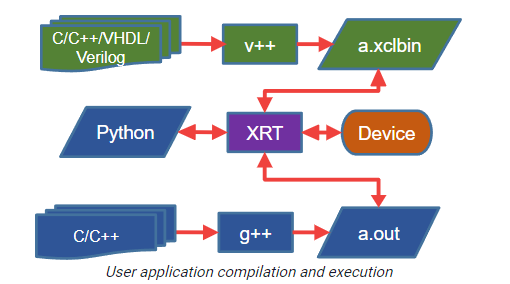 C/C++/VHDL/
Verilog
v++
a.xclbin
Python
XRT
Device
C/C++
g++
a.out
User application compilation and execution